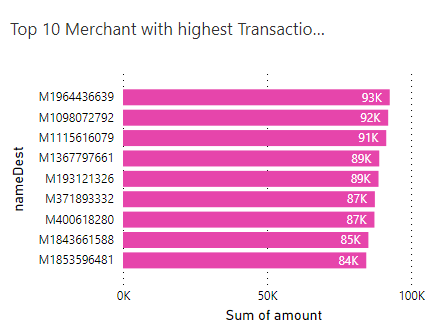 Top 10 Merchant with highest Transactio...
nameDest
M1964436639 93K
M1098072792 92K
M1115616079 91K
M1367797661 89K
M193121326 89K
M371893332 87K
M400618280 87K
M1843661588 85K
M1853596481 84K
0K 50K 100K
Sum of amount